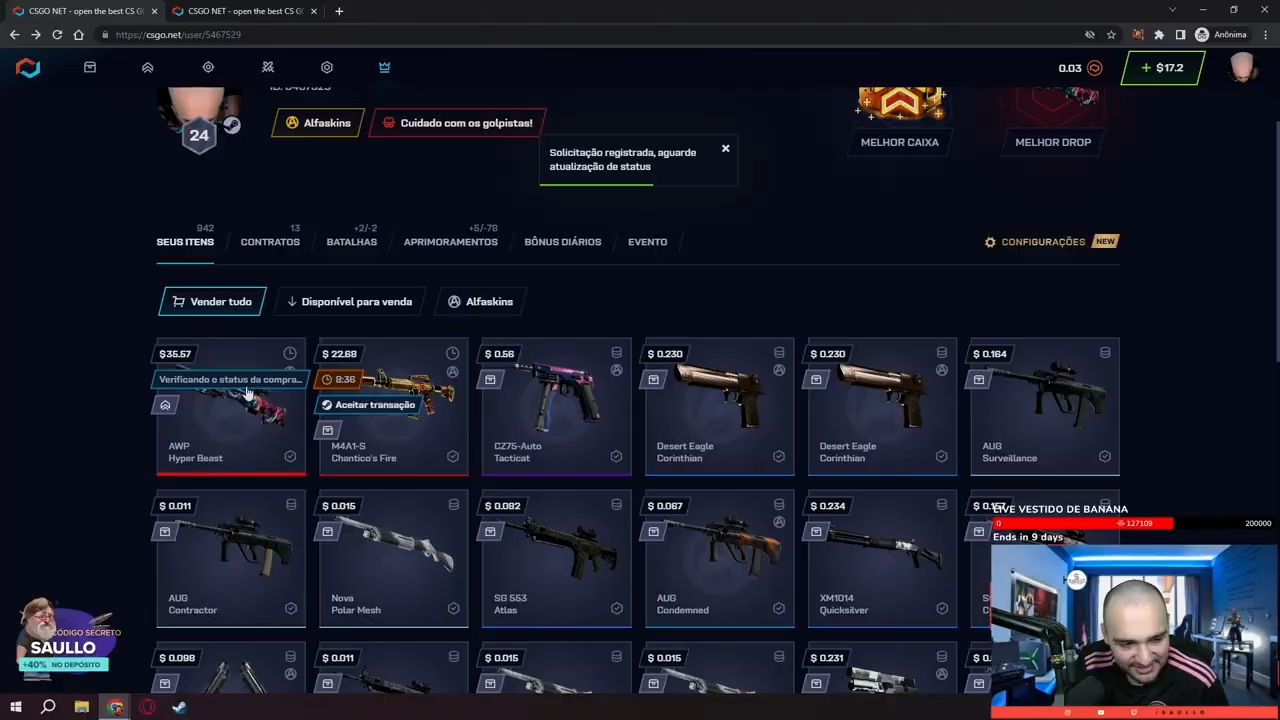 CSGO NET - open the best CS G
CSGO NET - open the best CS G
https://csgo.net/user/5467529
Anônima
0.03
+ $17.2
24
Alfaskins
Cuidado com os golpistas!
Solicitação registrada, aguarde
atualização de status
MELHOR CAIXA
MELHOR DROP
942
SEUS ITENS
13
CONTRATOS
+2/-2
BATALHAS
+5/-78
APRIMORAMENTOS
BÔNUS DIÁRIOS
EVENTO
CONFIGURAÇÕES
NEW
Vender tudo
Disponível para venda
Alfaskins
$35.57
Verificando o status da compra...
AWP
Hyper Beast
$ 22.68
8:36
Aceitar transação
M4A1-S
Chantico's Fire
$ 0.56
CZ75-Auto
Tacticat
$ 0.230
Desert Eagle
Corinthian
$ 0.230
Desert Eagle
Corinthian
$ 0.164
AUG
Surveillance
$ 0.011
AUG
Contractor
$ 0.015
Nova
Polar Mesh
$ 0.082
SG 553
Atlas
$ 0.067
AUG
Condemned
$ 0.234
XM1014
Quicksilver
LIVE VESTIDO DE BANANA
0
127109
200000
Ends in 9 days
$ 0.098
$ 0.011
$ 0.015
$ 0.015
$ 0.231
CÓDIGO SECRETO
SAULLO
+40% NO DEPÓSITO
SAULLO